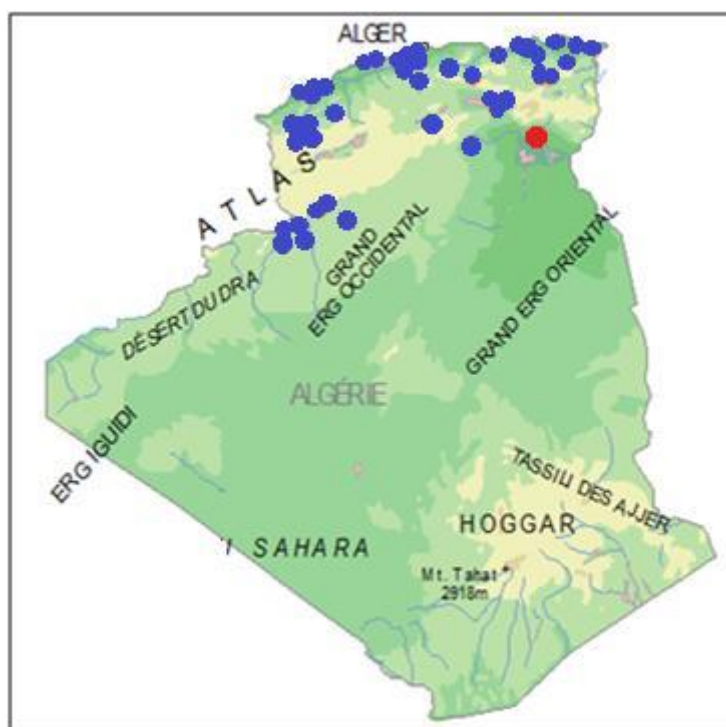 ALGER
ATLAS
GRAND
ERG OCCIDENTAL
GRAND ERG ORIENTAL
DÉSERT DU DRA
ALGÉRIE
ERG IGUIDI
TASSILI DES AJJER
HOGGAR
SAHARA
Mt. Tahat
2918m